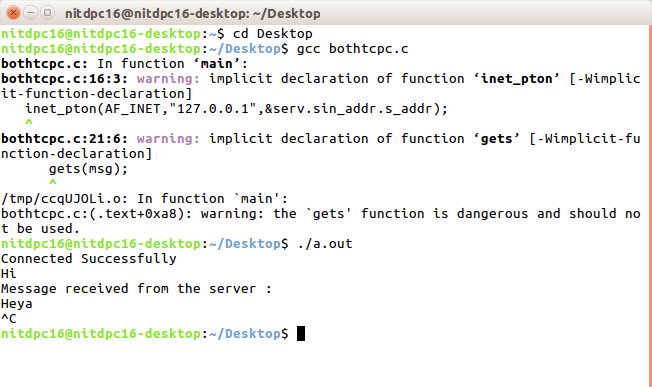 nitdpc16@nitdpc16-desktop: ~/Desktop
nitdpc16@nitdpc16-desktop:~$ cd Desktop
nitdpc16@nitdpc16-desktop:~/Desktop$ gcc bothtcpc.c
bothtcpc.c: In function ‘main’:
bothtcpc.c:16:3: warning: implicit declaration of function ‘inet_pton’ [-Wimplic
it-function-declaration]
   inet_pton(AF_INET,"127.0.0.1",&serv.sin_addr.s_addr);
   ^
bothtcpc.c:21:6: warning: implicit declaration of function ‘gets’ [-Wimplicit-fu
nction-declaration]
      gets(msg);
      ^
/tmp/ccqUJOLi.o: In function `main':
bothtcpc.c:(.text+0xa8): warning: the `gets' function is dangerous and should no
t be used.
nitdpc16@nitdpc16-desktop:~/Desktop$ ./a.out
Connected Successfully
Hi
Message received from the server :
Heya
^C
nitdpc16@nitdpc16-desktop:~/Desktop$